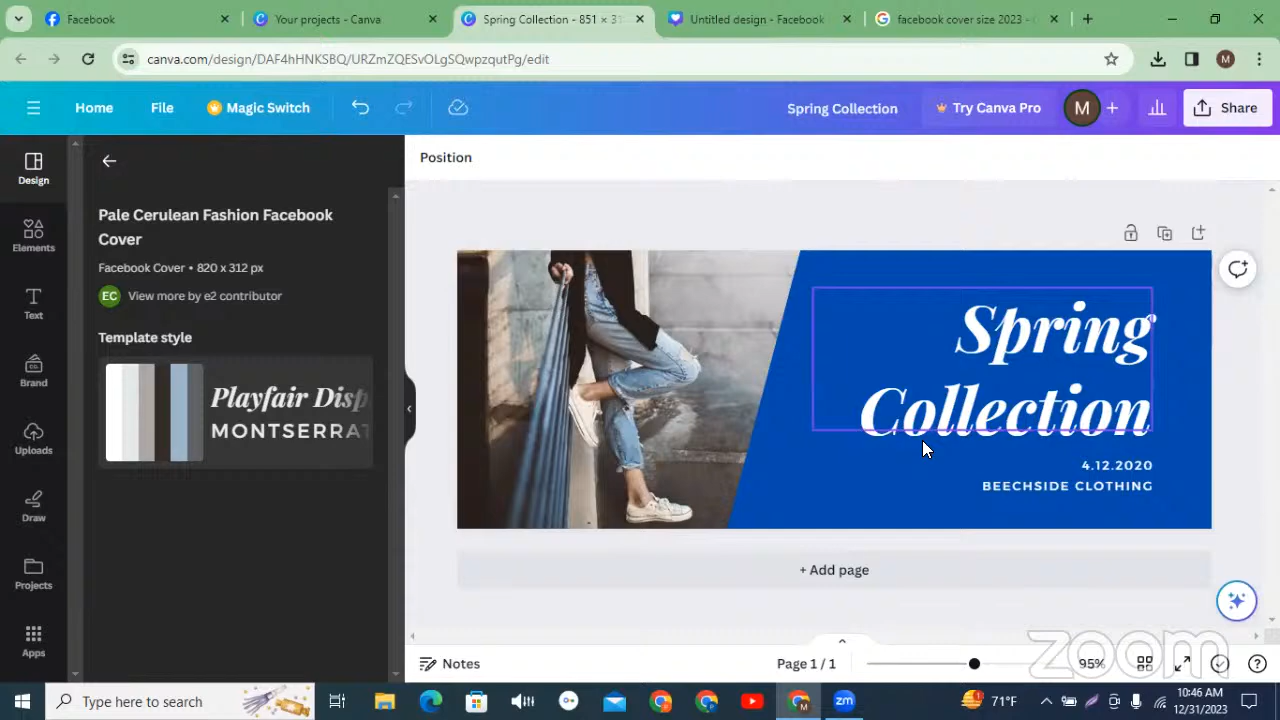 Facebook
Your projects - Canva
Spring Collection - 851 × 31
Untitled design - Facebook
facebook cover size 2023 -
canva.com/design/DAF4hHNKSBQ/URZmZQESvOLgSQwpzqutPg/edit
M
Home
File
Magic Switch
Spring Collection
Try Canva Pro
M
Share
Design
Elements
Text
Brand
Uploads
Draw
Projects
Apps
Pale Cerulean Fashion Facebook
Cover
Facebook Cover • 820 x 312 px
EC
View more by e2 contributor
Template style
Playfair Disp
MONTSERRAT
Position
Spring
Collection
4.12.2020
BEECHSIDE CLOTHING
+ Add page
Notes
Page 1 / 1
95%
zoom
Type here to search
zm
71°F
10:46 AM
12/31/2023